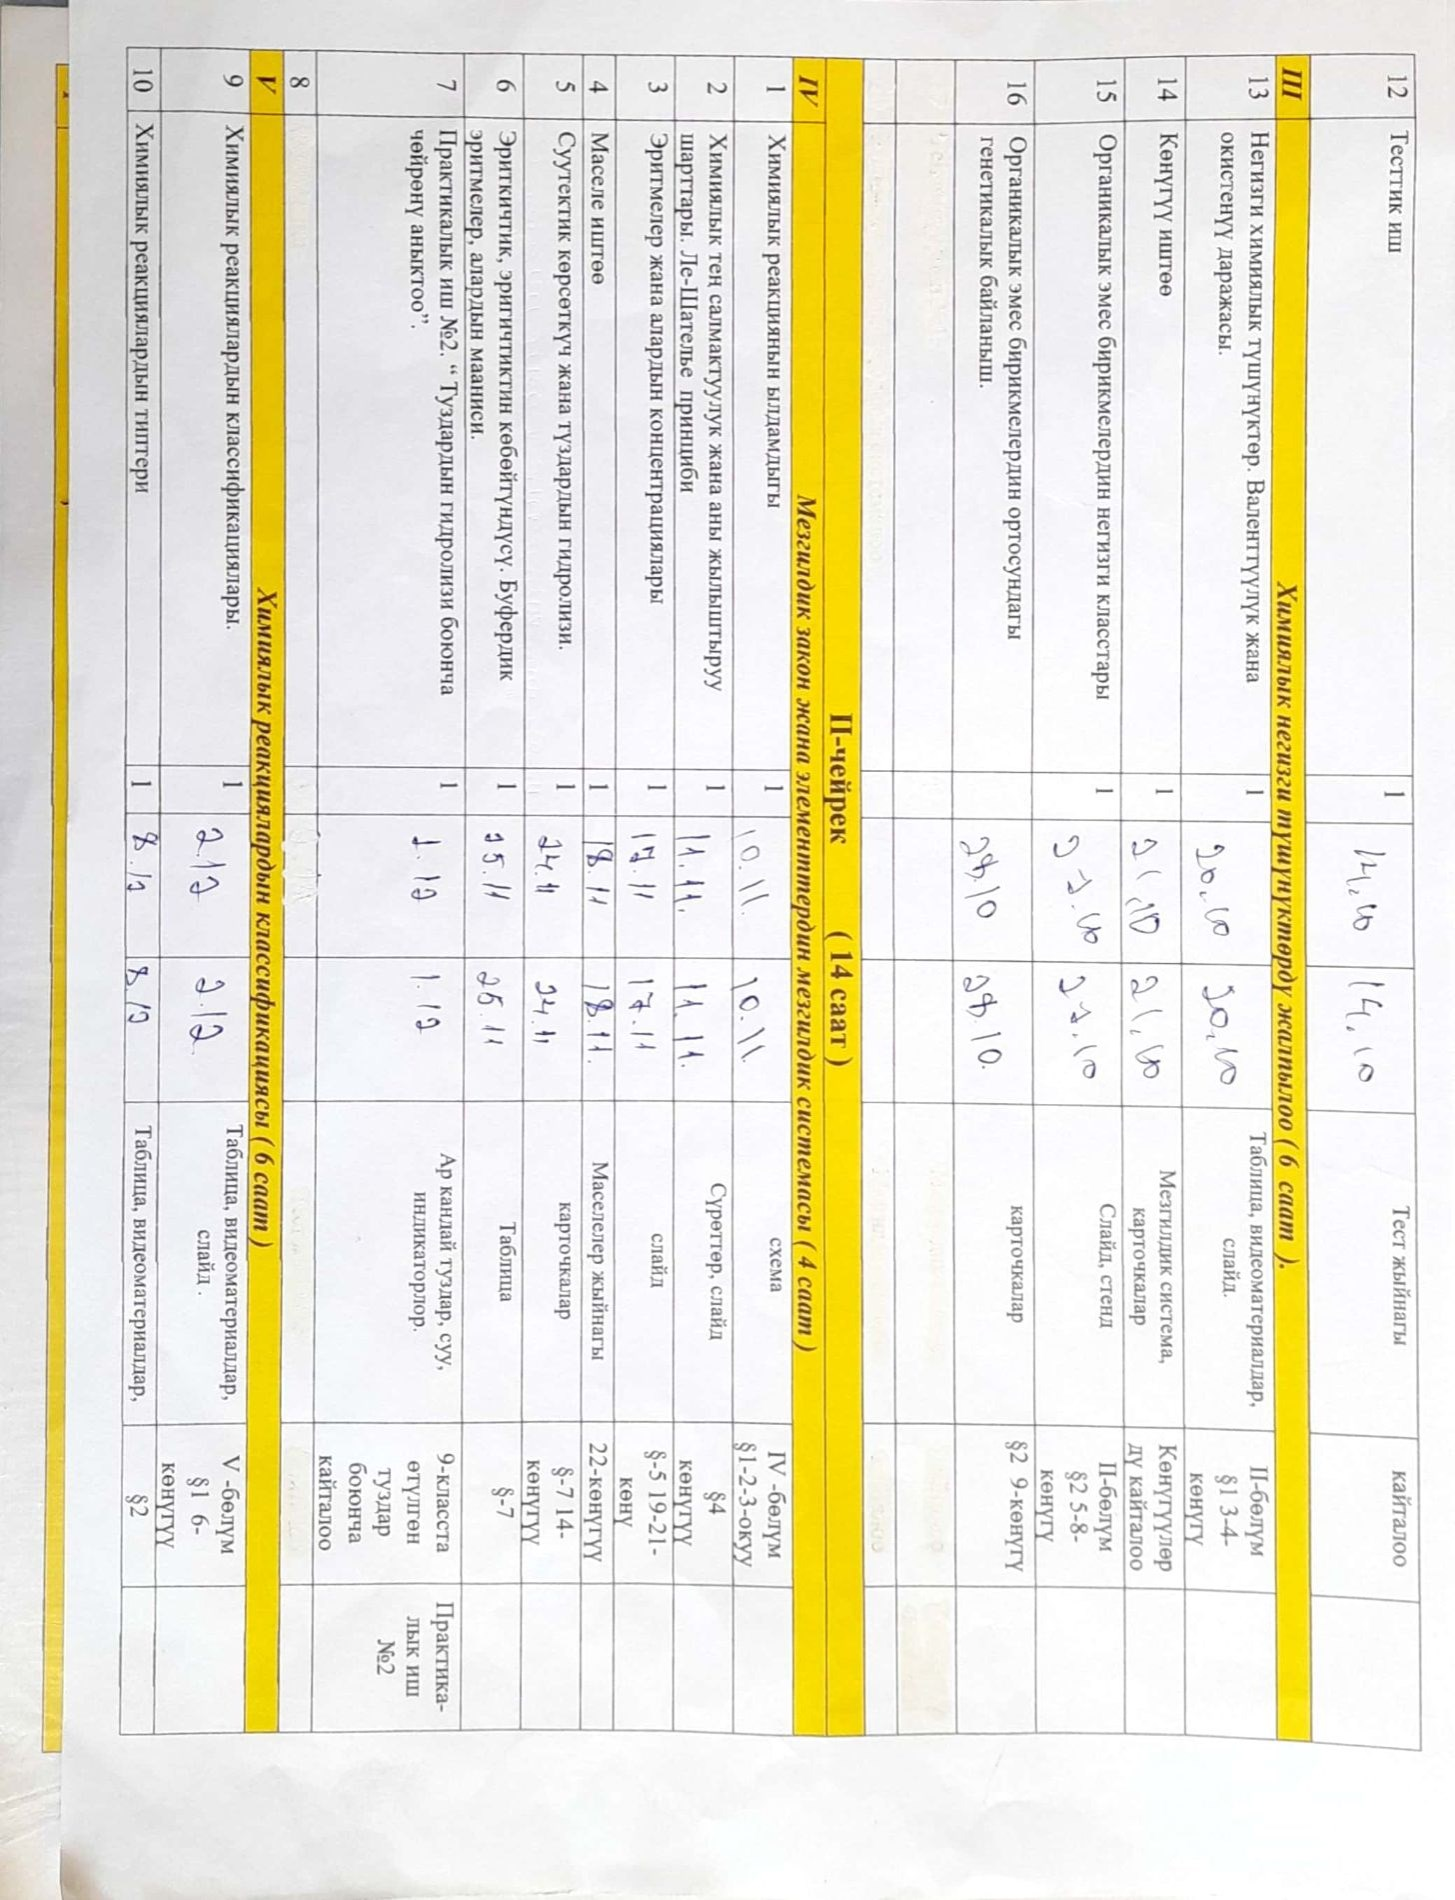 12 Тесттик иш 1 14.10 14.10 Тест жыйнагы кайталоо
III Химиялык негизги түшүнүктөрдү жалпылоо ( 6 саат ).
13 Негизги химиялык түшүнүктөр. Валенттүүлүк жана 1 20.10 20.10 Таблица, видеоматериалдар, II-бөлүм
окистенүү даражасы. слайд. §1 3-4-
көнүгү
14 Көнүгүү иштөө 1 21.10 21.10 Мезгилдик система, Көнүгүүлөр
карточкалар дү кайталоо
15 Органикалык эмес бирикмелердин негизги класстары 1 27.10 27.10 Слайд, стенд II-бөлүм
§2 5-8-
көнүгү
16 Органикалык эмес бирикмелердин ортосундагы 28.10 28.10. карточкалар §2 9-көнүгү
генетикалык байланыш.
II-чейрек ( 14 саат )
IV Мезгилдик закон жана элементтердин мезгилдик системасы ( 4 саат )
1 Химиялык реакциянын ылдамдыгы 1 10.11. 10.11. схема IV -бөлүм
§1-2-3-окуу
2 Химиялык тең салмактуулук жана аны жылыштыруу 1 11.11. 11.11. Сүрөттөр, слайд §4
шарттары. Ле-Шателье принциби көнүгүү
3 Эритмелер жана алардын концентрациялары 1 17.11 17.11 слайд §-5 19-21-
көнү
4 Маселе иштөө 1 18.11 18.11. Маселелер жыйнагы 22-көнүгүү
5 Суутектик көрсөткүч жана туздардын гидролизи. 1 24.11 24.11 карточкалар §-7 14-
көнүгүү
6 Эриткичтик, эригичтиктин көбөйтүндүсү. Буфердик 1 25.11 25.11 Таблица §-7
эритмелер, алардын мааниси.
7 Практикалык иш №2. “ Туздардын гидролизи боюнча 1 1.12 1.12 Ар кандай туздар, суу, 9-класста Практика-
чөйрөнү аныктоо”. индикаторлор. өтүлгөн лык иш
туздар №2
боюнча
кайталоо
8
V Химиялык реакциялардын классификациясы ( 6 саат )
9 Химиялык реакциялардын классификациялары. 1 2.12 2.12 Таблица, видеоматериалдар, V -бөлүм
слайд . §1 6-
көнүгүү
10 Химиялык реакциялардын типтери 1 8.12 8.12 Таблица, видеоматериалдар, §2